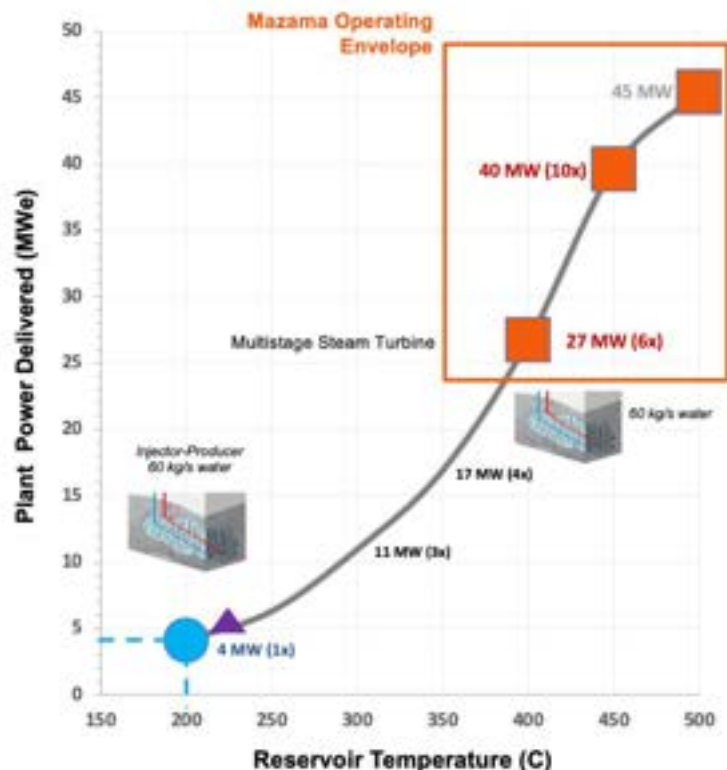 Mazama Operating
Envelope
50
45
40
35
30
25
20
15
10
5
0
Plant Power Delivered (MWe)
45 MW
40 MW (10x)
Multistage Steam Turbine
27 MW (6x)
60 kg/s water
Injector-Producer
60 kg/s water
17 MW (4x)
11 MW (3x)
4 MW (1x)
150 200 250 300 350 400 450 500
Reservoir Temperature (C)